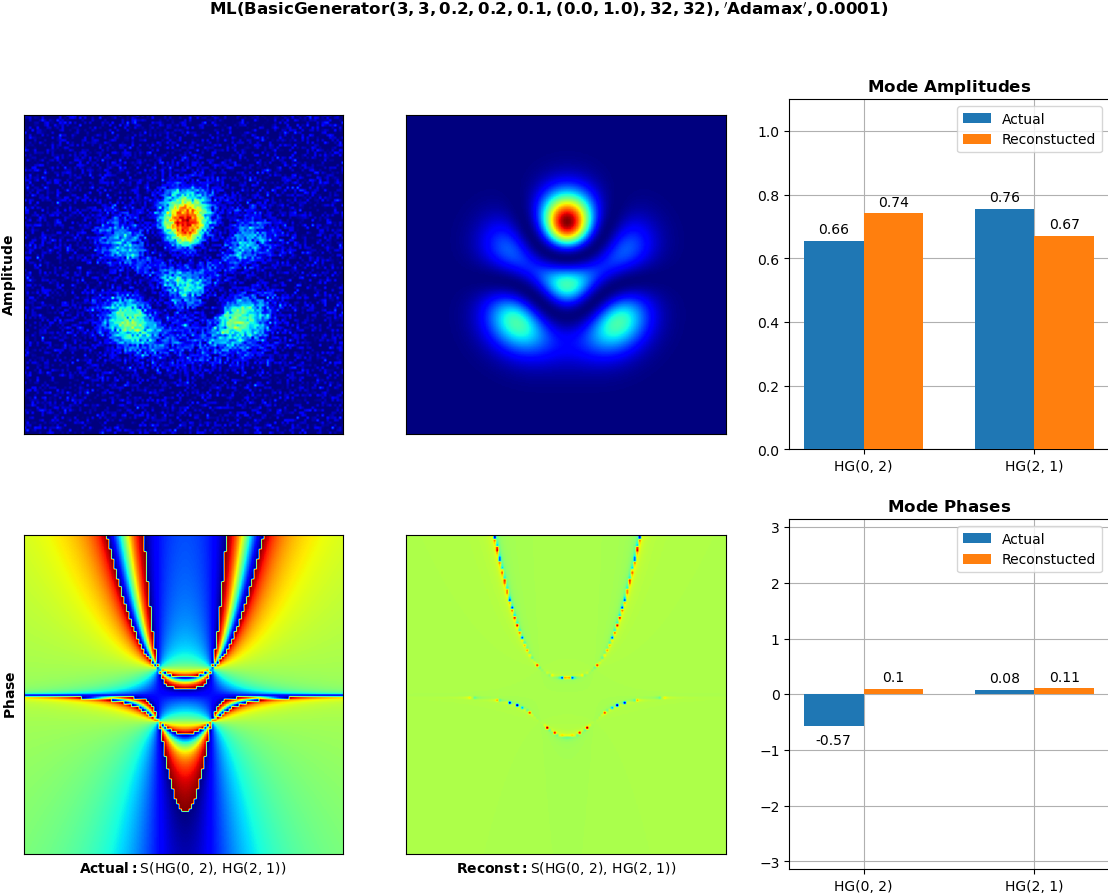 ML(BasicGenerator(3, 3, 0.2, 0.2, 0.1, (0.0, 1.0), 32, 32), ′Adamax′, 0.0001)
Amplitude
Mode Amplitudes
Actual
Reconstucted
1.0
0.8
0.6
0.4
0.2
0.0
0.66
0.74
0.76
0.67
HG(0, 2)
HG(2, 1)
Phase
Actual: S(HG(0, 2), HG(2, 1))
Reconst: S(HG(0, 2), HG(2, 1))
Mode Phases
Actual
Reconstucted
3
2
1
0
−1
−2
−3
-0.57
0.1
0.08
0.11
HG(0, 2)
HG(2, 1)